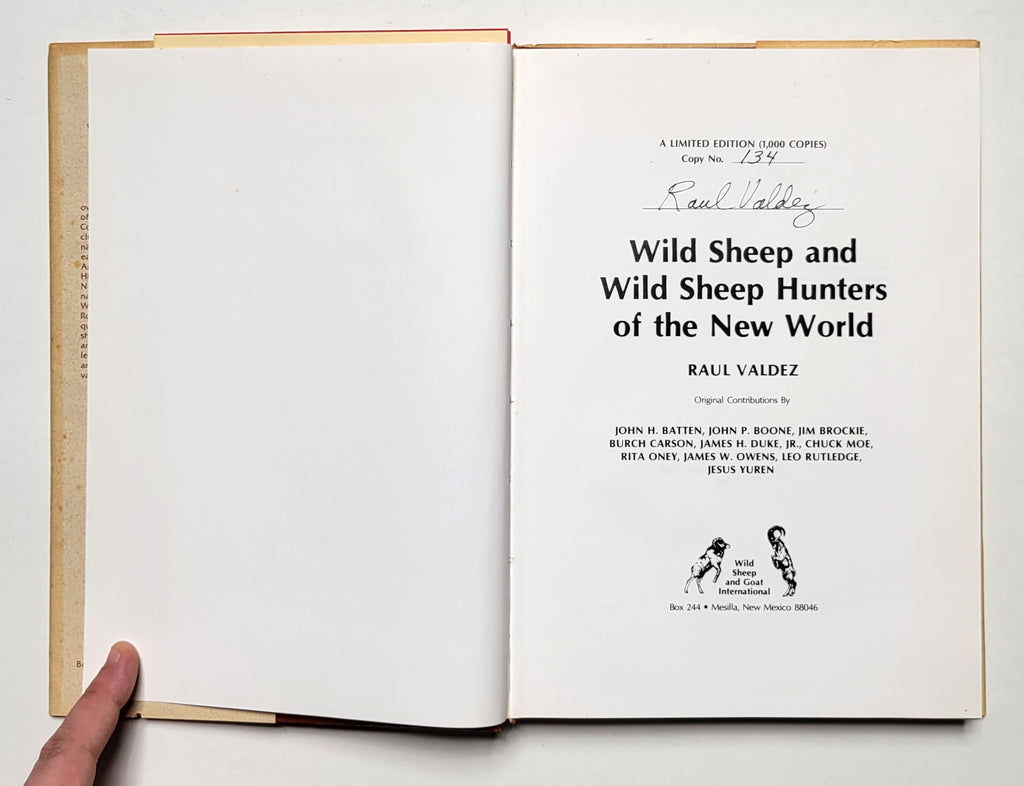 A LIMITED EDITION (1,000 COPIES)
Copy No. 134
Raul Valdez
Wild Sheep and
Wild Sheep Hunters
of the New World
RAUL VALDEZ
Original Contributions By
JOHN H. BATTEN, JOHN P. BOONE, JIM BROCKIE,
BURCH CARSON, JAMES H. DUKE, JR., CHUCK MOE,
RITA ONEY, JAMES W. OWENS, LEO RUTLEDGE,
JESUS YUREN
Wild
Sheep
and Goat
International
Box 244 • Mesilla, New Mexico 88046